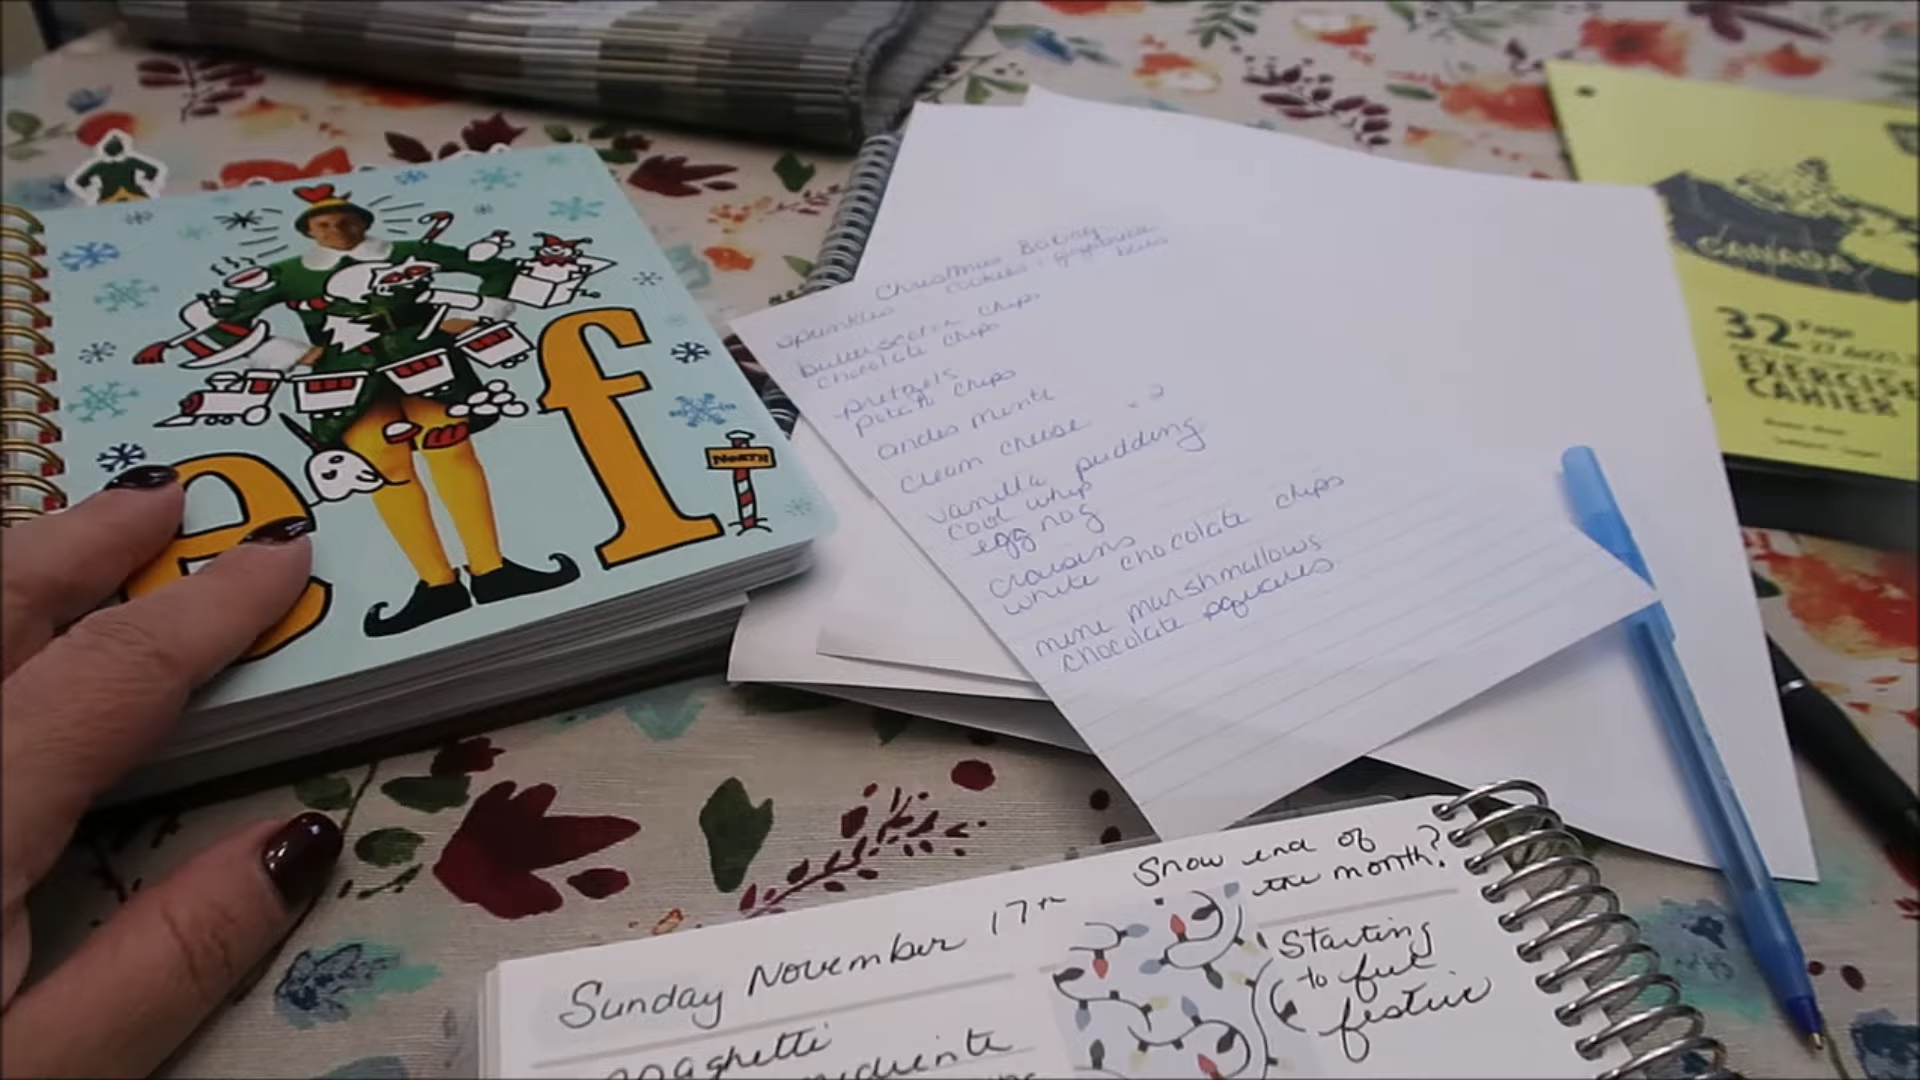 elf
NORTH
Christmas Baking
cookies
sprinkles
butterscotch chips
chocolate chips
pretzels
potato chips
andes mints
cream cheese x 2
vanilla pudding
cool whip
egg nog
craisins
white chocolate chips
mini marshmallows
chocolate squares
CANADA
32 Page
EXERCISE
CAHIER
Snow end of
the month?
Sunday November 17th
Starting
to feel
festive
spaghetti